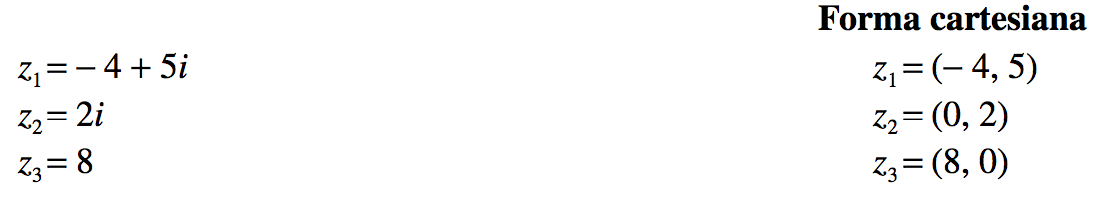 Forma cartesiana
z₁ = – 4 + 5i z₁ = (– 4, 5)
z₂ = 2i z₂ = (0, 2)
z₃ = 8 z₃ = (8, 0)